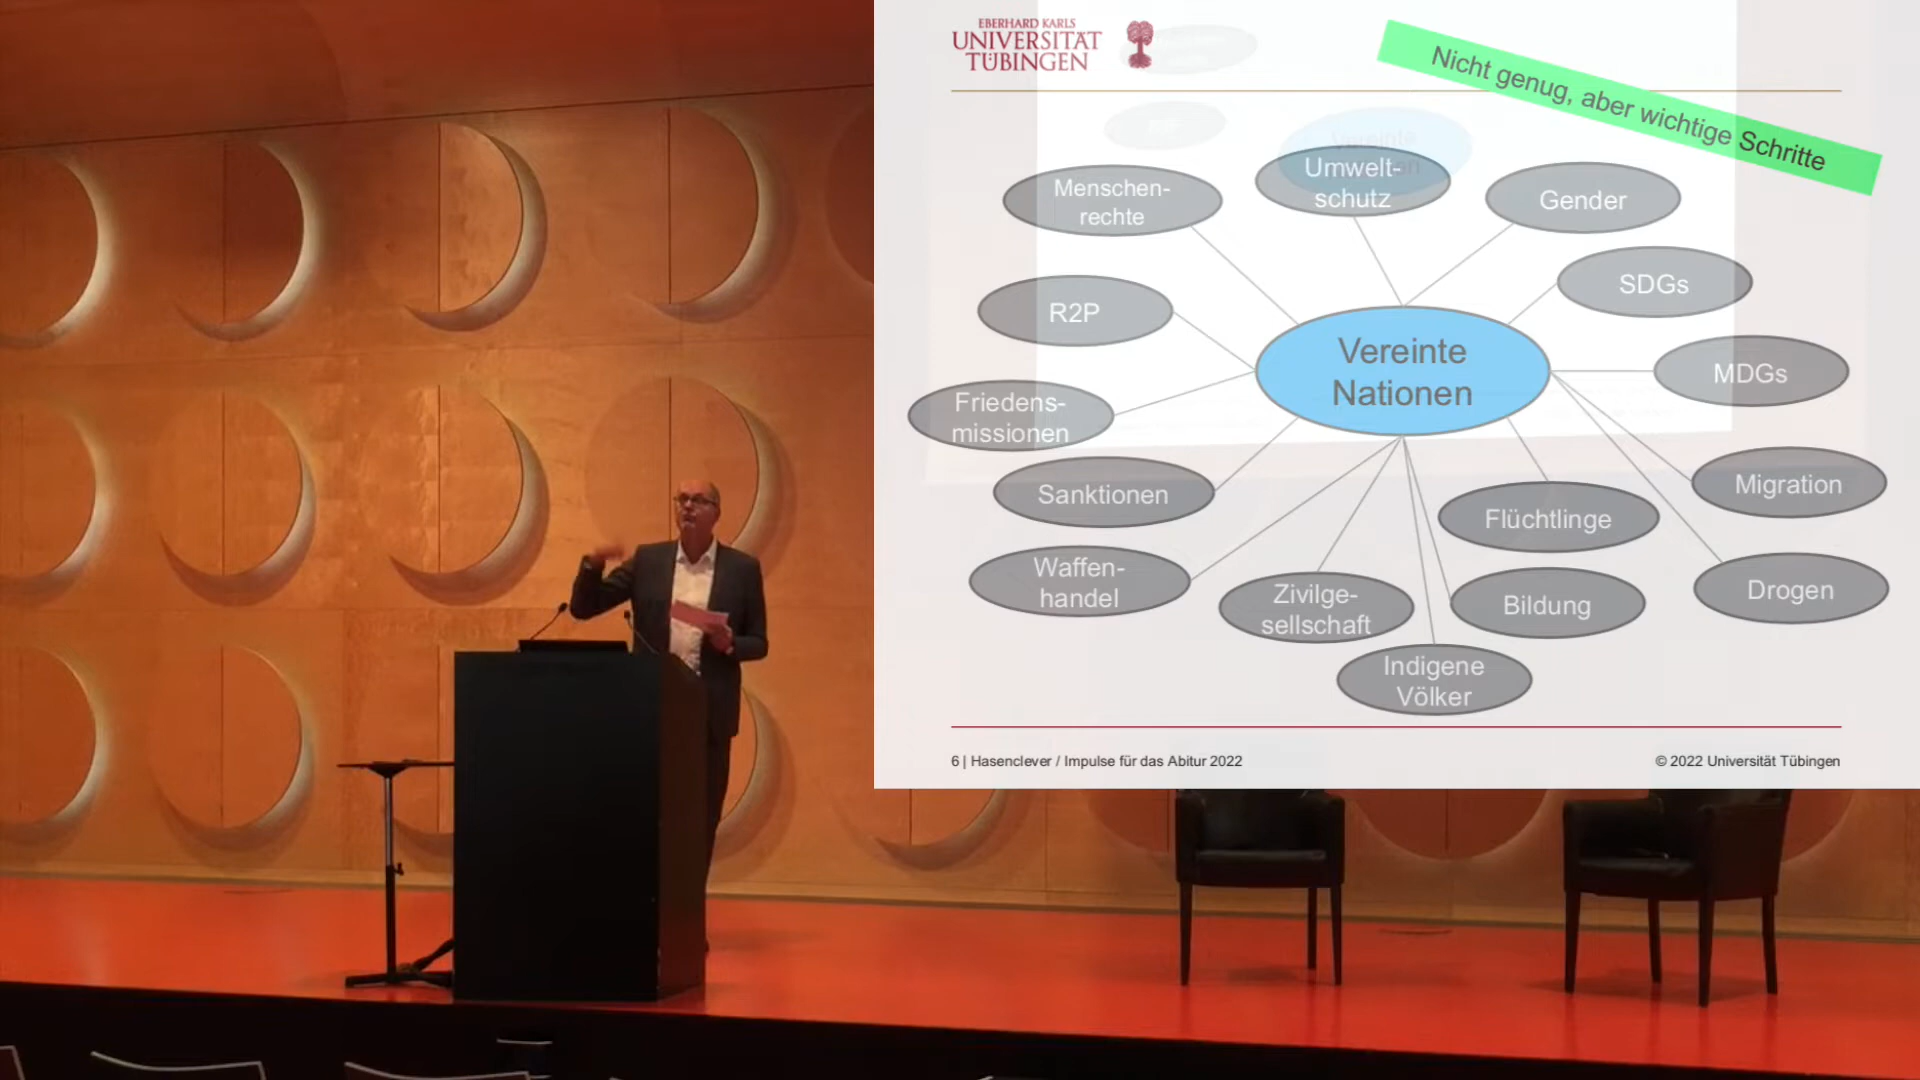 EBERHARD KARLS
UNIVERSITÄT
TÜBINGEN
Nicht genug, aber wichtige Schritte
Menschen-
rechte
Umwelt-
schutz
Gender
SDGs
R2P
Vereinte
Nationen
MDGs
Friedens-
missionen
Sanktionen
Migration
Flüchtlinge
Waffen-
handel
Zivilge-
sellschaft
Bildung
Drogen
Indigene
Völker
6 | Hasenclever / Impulse für das Abitur 2022
© 2022 Universität Tübingen